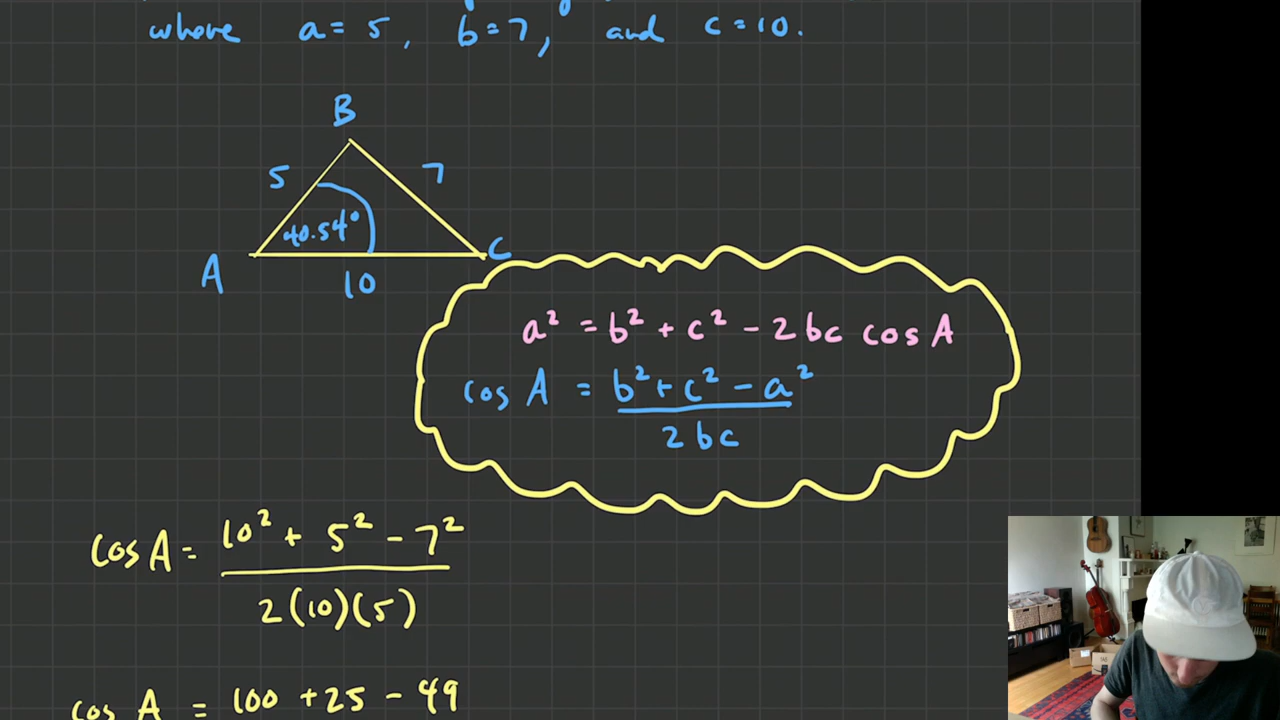 where a = 5, b = 7, and c = 10.
B
5 7
40.54°
A C
10
a² = b² + c² - 2bc cos A
cos A = b² + c² - a²
2bc
cos A = 10² + 5² - 7²
2(10)(5)
cos A = 100 + 25 - 49